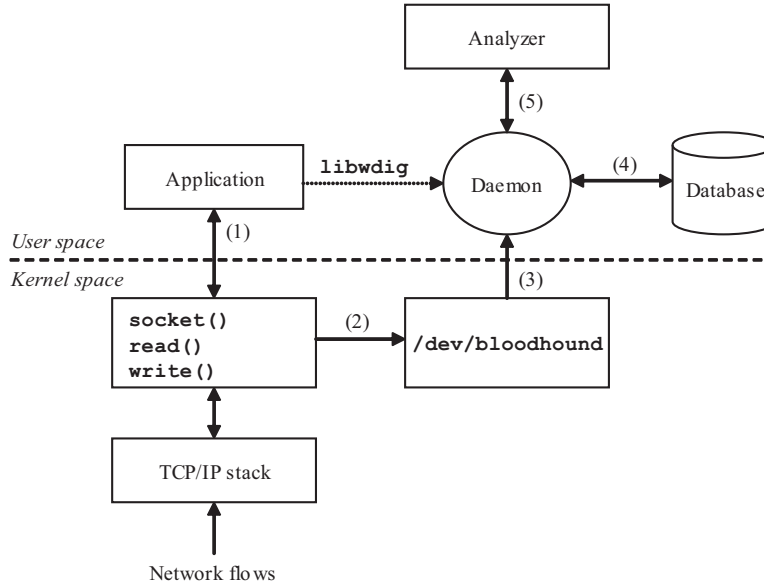 Analyzer
(5)
libwdig
Application
Daemon
(4)
Database
(1)
User space
Kernel space
(3)
socket()
read()
write()
(2)
/dev/bloodhound
TCP/IP stack
Network flows